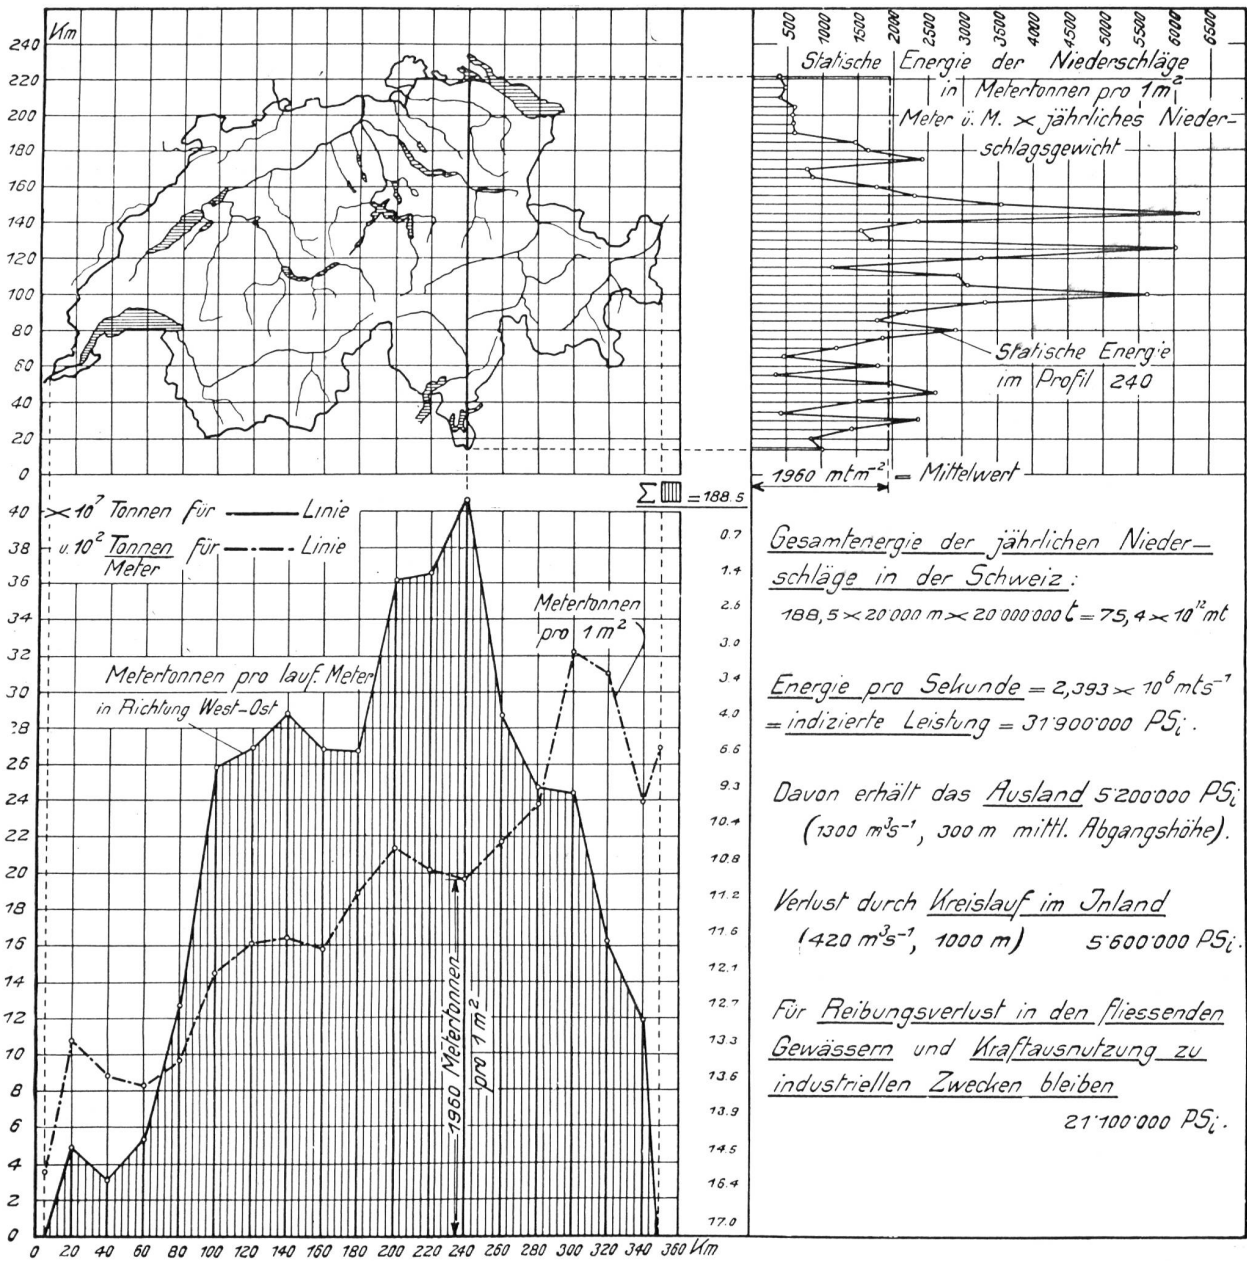 Km
240
220
200
180
160
140
120
100
80
60
40
20
0
500
1000
1500
2000
2500
3000
3500
4000
4500
5000
5500
6000
6500
Statische Energie der Niederschläge
in Metertonnen pro 1 m²
Meter ü. M. × jährliches Nieder-
schlagsgewicht
Statische Energie
im Profil 240
1960 mtm⁻² = Mittelwert
Σ = 188.5
× 10⁷ Tonnen für ——— Linie
u. 10² Tonnen/Meter für —·—·— Linie
40
38
36
34
32
30
28
26
24
22
20
18
16
14
12
10
8
6
4
2
0
Metertonnen pro lauf. Meter
in Richtung West-Ost
Metertonnen
pro 1 m²
1960 Metertonnen
pro 1 m²
0 20 40 60 80 100 120 140 160 180 200 220 240 260 280 300 320 340 360 Km
0.7
1.4
2.6
3.0
3.4
4.0
6.6
9.3
10.4
10.8
11.2
11.6
12.1
12.7
13.3
13.6
13.9
14.5
16.4
17.0
Gesamtenergie der jährlichen Nieder-
schläge in der Schweiz:
188,5 × 20'000 m × 20'000'000 t = 75,4 × 10¹² mt
Energie pro Sekunde = 2,393 × 10⁶ mts⁻¹
= indizierte Leistung = 31'900'000 PSi.
Davon erhält das Ausland 5'200'000 PSi
(1300 m³s⁻¹, 300 m mittl. Abgangshöhe).
Verlust durch Kreislauf im Inland
(420 m³s⁻¹, 1000 m) 5'600'000 PSi.
Für Reibungsverlust in den fliessenden
Gewässern und Kraftausnutzung zu
industriellen Zwecken bleiben
21'100'000 PSi.